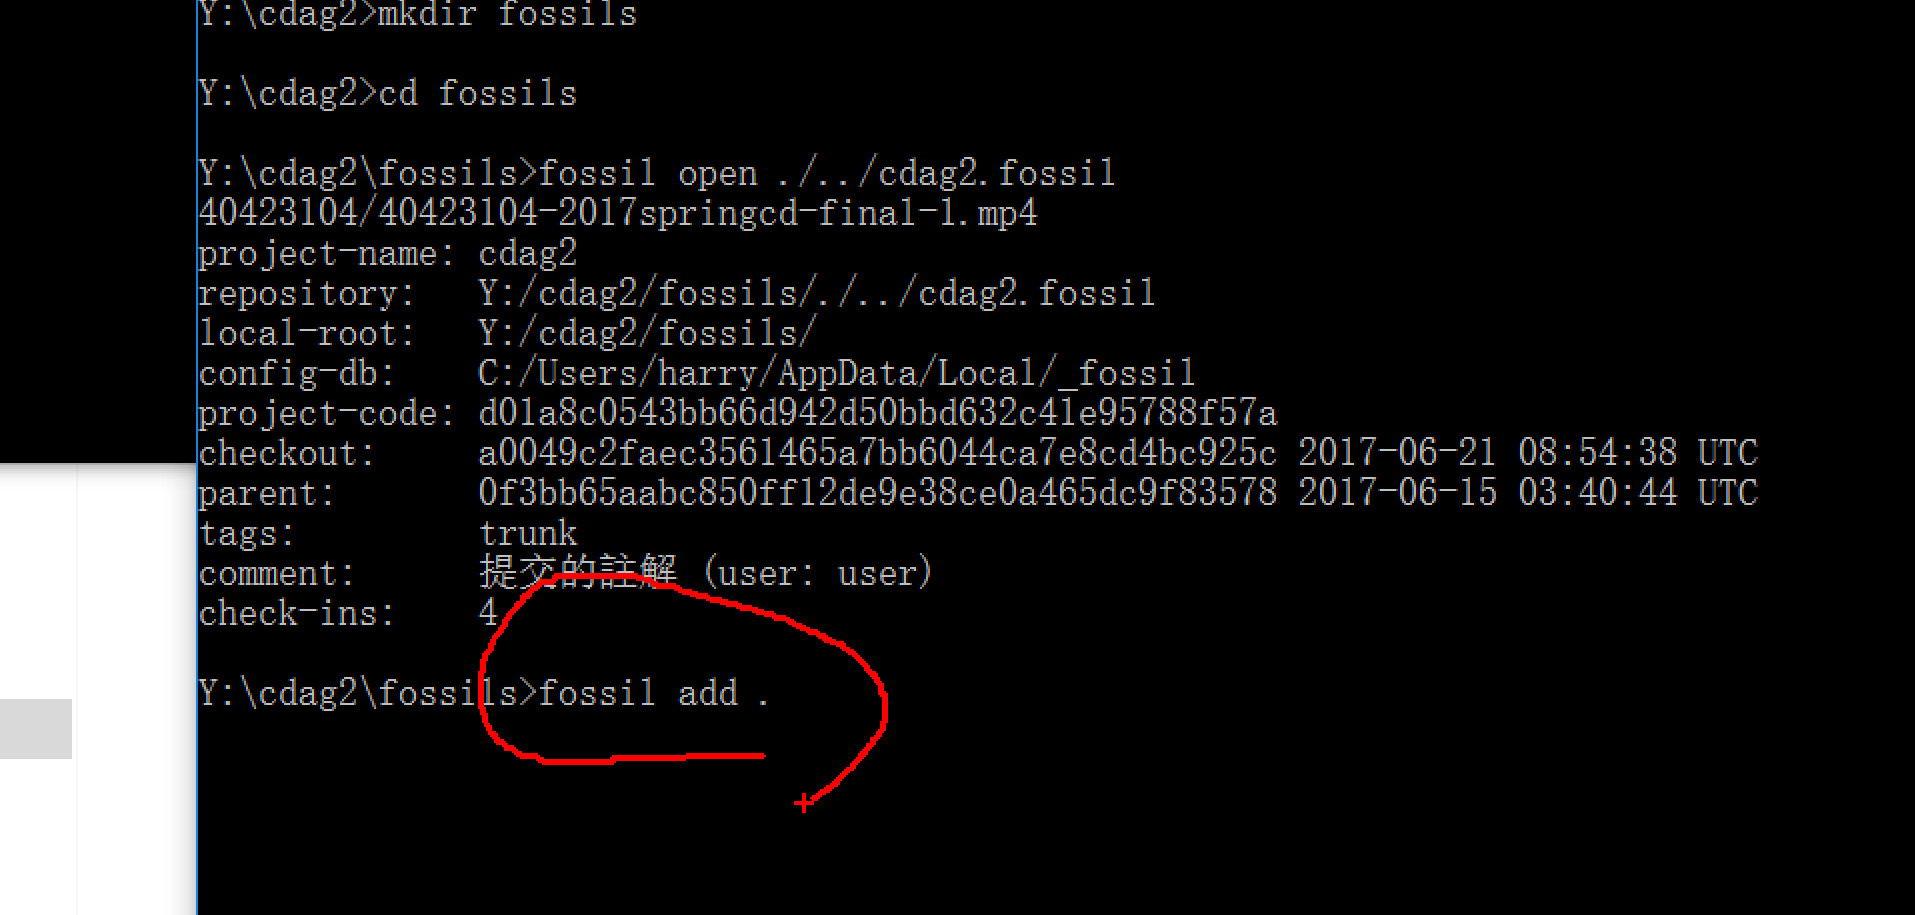 Y:\cdag2>mkdir fossils
Y:\cdag2>cd fossils
Y:\cdag2\fossils>fossil open ./../cdag2.fossil
40423104/40423104-2017springcd-final-1.mp4
project-name: cdag2
repository:   Y:/cdag2/fossils/./../cdag2.fossil
local-root:   Y:/cdag2/fossils/
config-db:    C:/Users/harry/AppData/Local/_fossil
project-code: d01a8c0543bb66d942d50bbd632c41e95788f57a
checkout:     a0049c2faec3561465a7bb6044ca7e8cd4bc925c 2017-06-21 08:54:38 UTC
parent:       0f3bb65aabc850ff12de9e38ce0a465dc9f83578 2017-06-15 03:40:44 UTC
tags:         trunk
comment:      提交的註解 (user: user)
check-ins:    4
Y:\cdag2\fossils>fossil add .